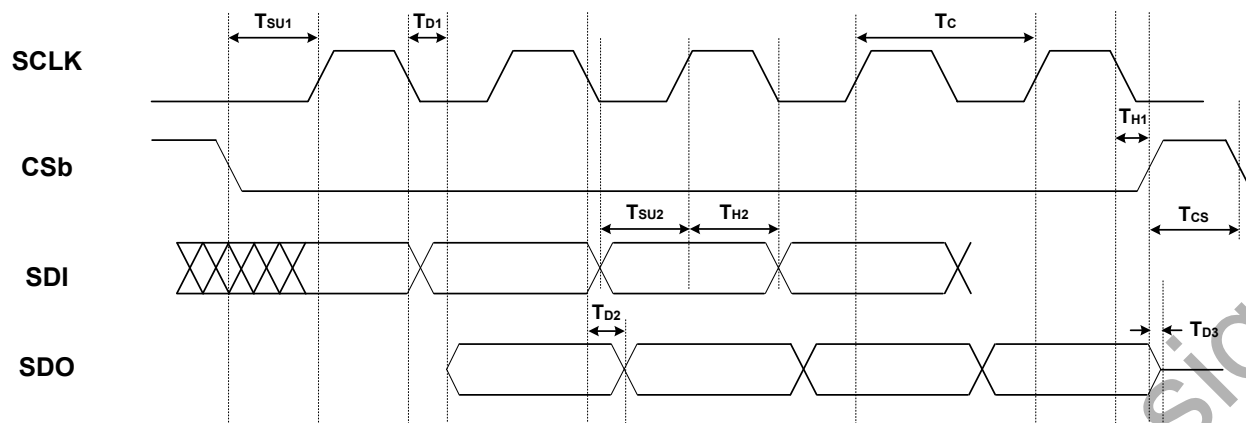 TSU1
TD1
TC
SCLK
TH1
CSb
TSU2
TH2
TCS
SDI
TD2
TD3
SDO